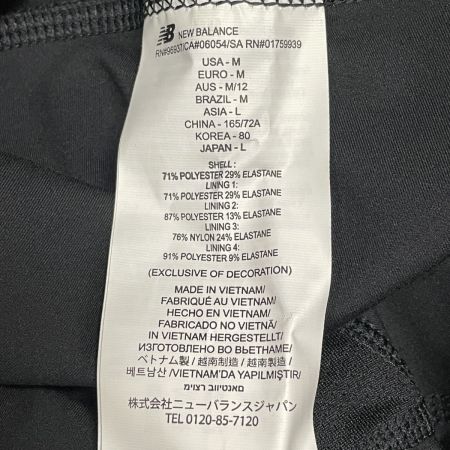 NB NEW BALANCE
RN#96937/CA#06054/SA RN#01759939
USA - M
EURO - M
AUS - M/12
BRAZIL - M
ASIA - L
CHINA - 165/72A
KOREA - 80
JAPAN - L
SHELL :
71% POLYESTER 29% ELASTANE
LINING 1:
71% POLYESTER 29% ELASTANE
LINING 2:
87% POLYESTER 13% ELASTANE
LINING 3:
76% NYLON 24% ELASTANE
LINING 4:
91% POLYESTER 9% ELASTANE
(EXCLUSIVE OF DECORATION)
MADE IN VIETNAM/
FABRIQUÉ AU VIETNAM/
HECHO EN VIETNAM/
FABRICADO NO VIETNÃ/
IN VIETNAM HERGESTELLT/
ИЗГОТОВЛЕНО ВО ВЬЕТНАМЕ/
ベトナム製 / 越南制造 / 越南製造 /
베트남산 /VIETNAM'DA YAPILMIŞTIR/
株式会社ニューバランスジャパン
TEL 0120-85-7120